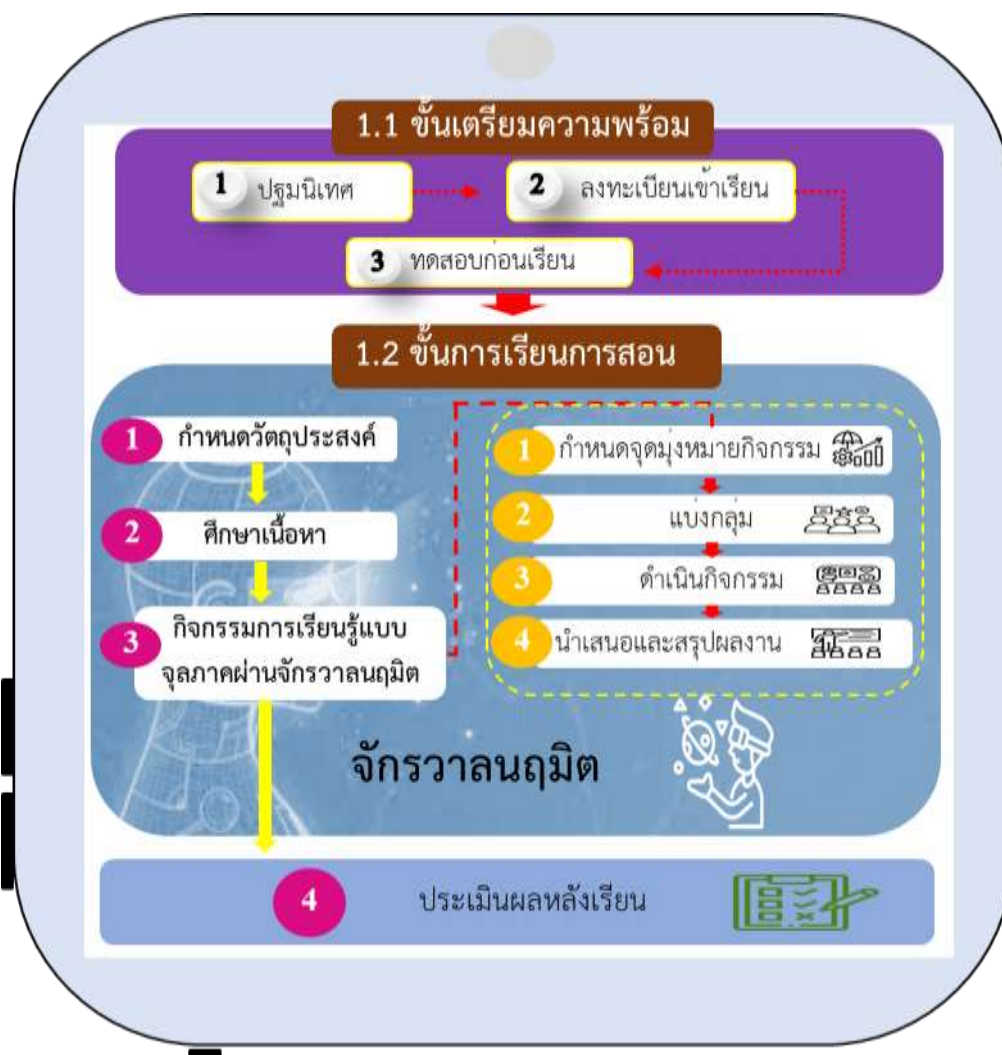 1.1 ขั้นเตรียมความพร้อม
1 ปฐมนิเทศ
2 ลงทะเบียนเข้าเรียน
3 ทดสอบก่อนเรียน
1.2 ขั้นการเรียนการสอน
1 กำหนดวัตถุประสงค์
2 ศึกษาเนื้อหา
3 กิจกรรมการเรียนรู้แบบ
จุลภาคผ่านจักรวาลนฤมิต
1 กำหนดจุดมุ่งหมายกิจกรรม
2 แบ่งกลุ่ม
3 ดำเนินกิจกรรม
4 นำเสนอและสรุปผลงาน
จักรวาลนฤมิต
4 ประเมินผลหลังเรียน